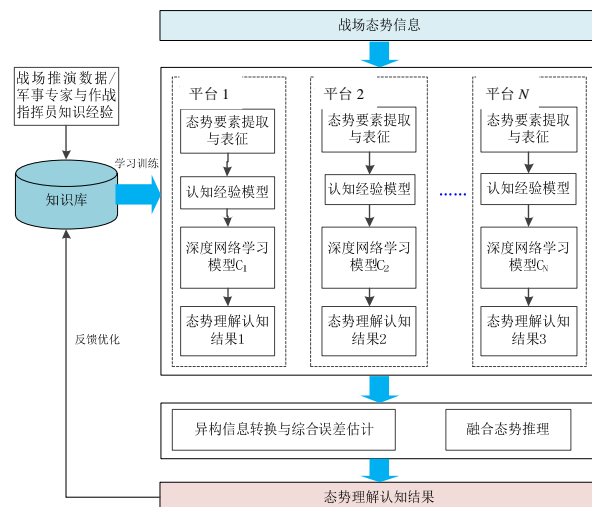 战场态势信息
战场推演数据/
军事专家与作战
指挥员知识经验
知识库
学习训练
平台 1
态势要素提取
与表征
认知经验模型
深度网络学习
模型C1
态势理解认知
结果1
平台 2
态势要素提取
与表征
认知经验模型
深度网络学习
模型C2
态势理解认知
结果2
......
平台 N
态势要素提取
与表征
认知经验模型
深度网络学习
模型CN
态势理解认知
结果3
反馈优化
异构信息转换与综合误差估计
融合态势推理
态势理解认知结果